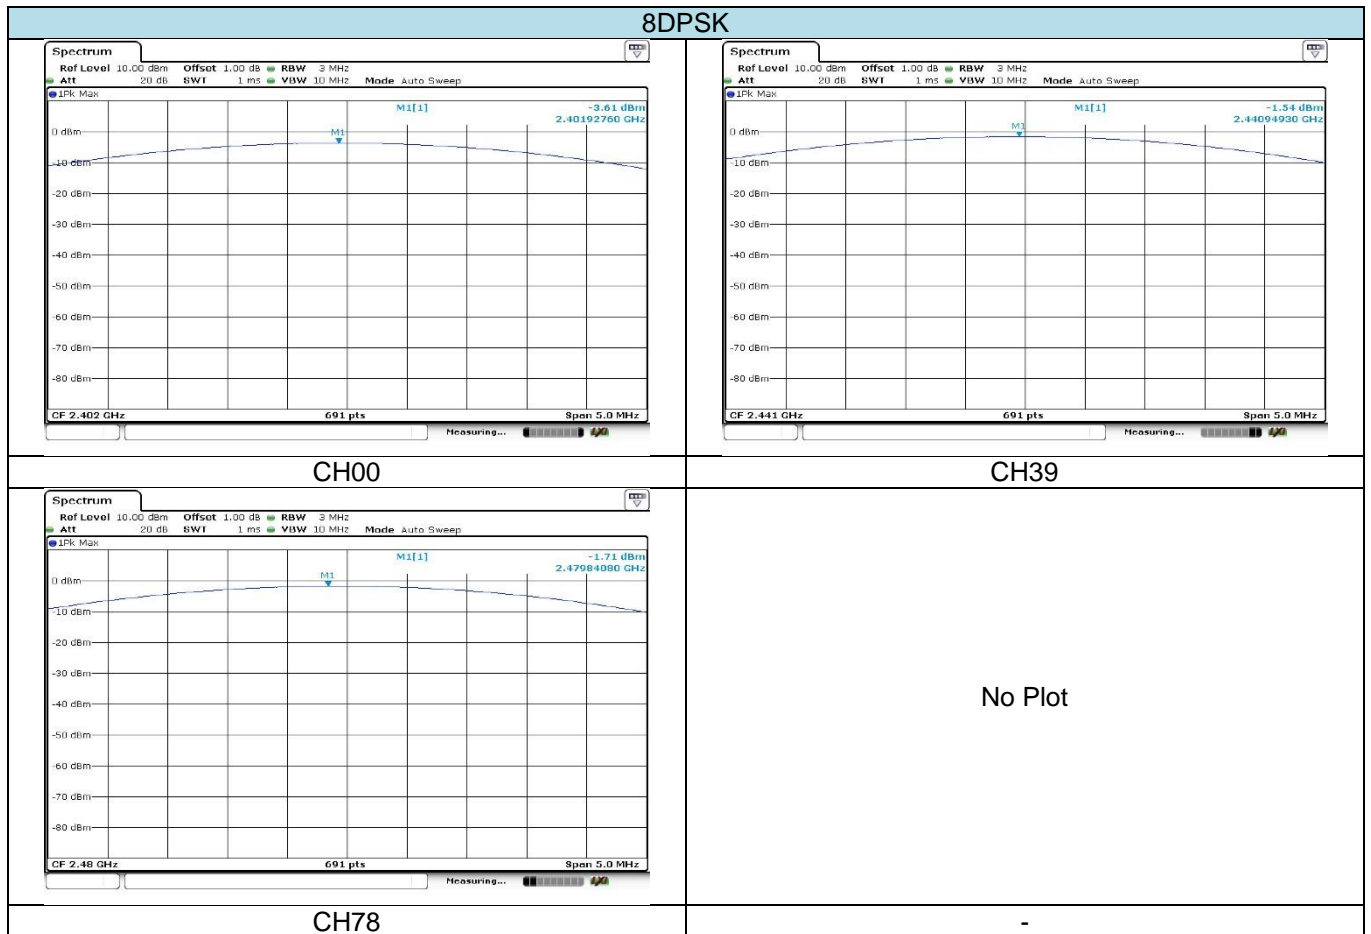 8DPSK
Spectrum
Ref Level 10.00 dBm Offset 1.00 dB RBW 3 MHz
Att 20 dB SWT 1 ms VBW 10 MHz Mode Auto Sweep
1Pk Max
M1[1] -3.61 dBm
2.40192760 GHz
M1
0 dBm
-10 dBm
-20 dBm
-30 dBm
-40 dBm
-50 dBm
-60 dBm
-70 dBm
-80 dBm
CF 2.402 GHz 691 pts Span 5.0 MHz
Measuring...
CH00
Spectrum
Ref Level 10.00 dBm Offset 1.00 dB RBW 3 MHz
Att 20 dB SWT 1 ms VBW 10 MHz Mode Auto Sweep
1Pk Max
M1[1] -1.54 dBm
2.44094930 GHz
M1
0 dBm
-10 dBm
-20 dBm
-30 dBm
-40 dBm
-50 dBm
-60 dBm
-70 dBm
-80 dBm
CF 2.441 GHz 691 pts Span 5.0 MHz
Measuring...
CH39
Spectrum
Ref Level 10.00 dBm Offset 1.00 dB RBW 3 MHz
Att 20 dB SWT 1 ms VBW 10 MHz Mode Auto Sweep
1Pk Max
M1[1] -1.71 dBm
2.47984080 GHz
M1
0 dBm
-10 dBm
-20 dBm
-30 dBm
-40 dBm
-50 dBm
-60 dBm
-70 dBm
-80 dBm
CF 2.48 GHz 691 pts Span 5.0 MHz
Measuring...
CH78
No Plot
-